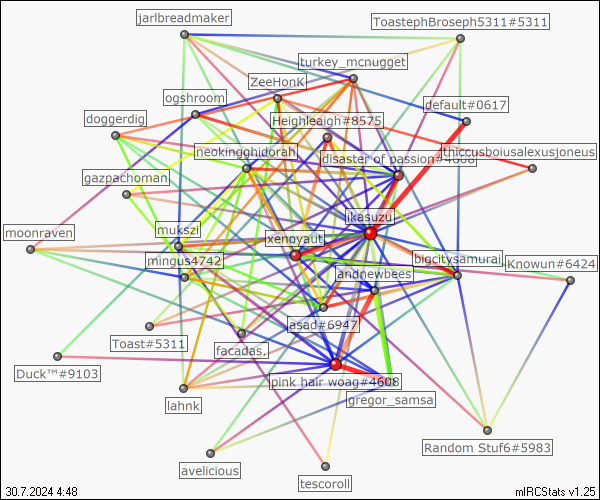 jarlbreadmaker
ToastephBroseph5311#5311
turkey_mcnugget
ZeeHonK
ogshroom
default#0617
doggerdig
Heighleaigh#8575
neokingghidorah
disaster of passion#4608
gazpachoman
ikasuzu
moonraven
mukszi
xenoyaut
mingus4742
bigcitysamurai
Knowun#6424
andnewbees
asad#6947
Toast#5311
facadas.
Duck™#9103
pink hair woag#4608
lahnk
gregor_samsa
Random Stuf6#5983
avelicious
tescoroll
30.7.2024 4:48
mIRCStats v1.25